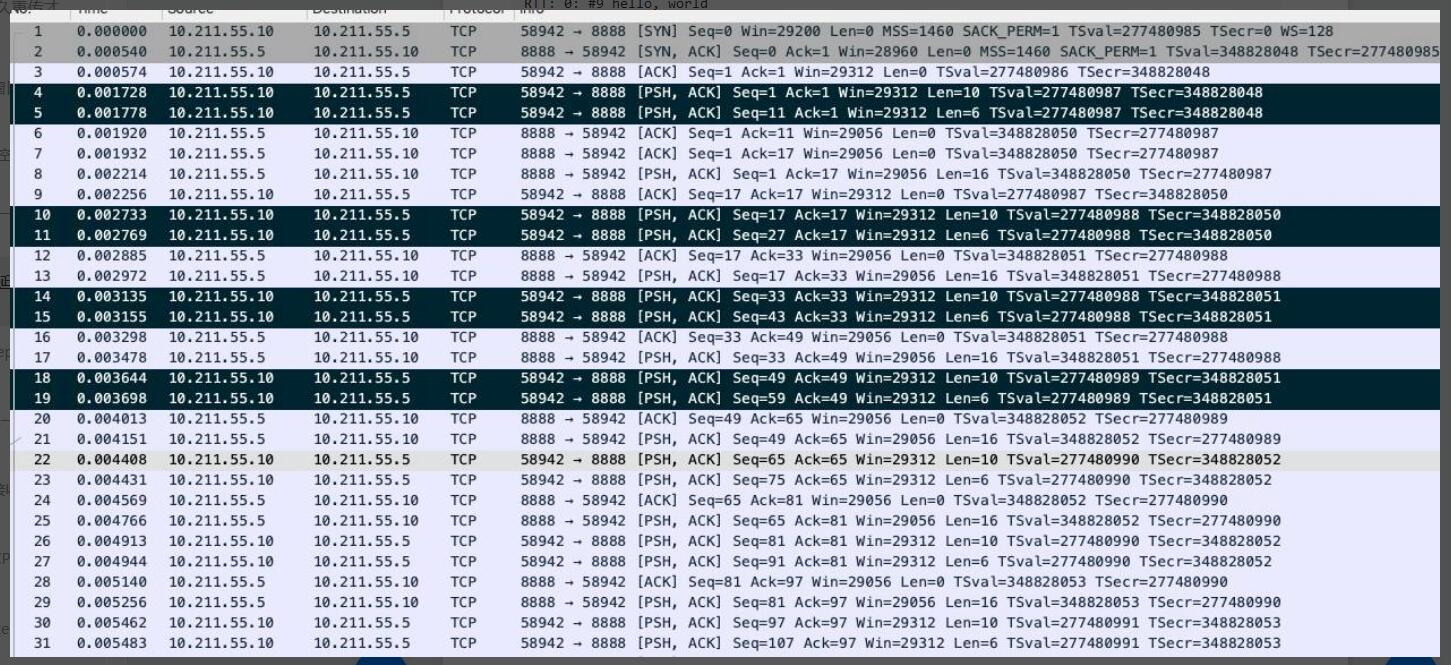 RTT: 0: #9 hello, world
No. Time Source Destination Protocol Info
1 0.000000 10.211.55.10 10.211.55.5 TCP 58942 → 8888 [SYN] Seq=0 Win=29200 Len=0 MSS=1460 SACK_PERM=1 TSval=277480985 TSecr=0 WS=128
2 0.000540 10.211.55.5 10.211.55.10 TCP 8888 → 58942 [SYN, ACK] Seq=0 Ack=1 Win=28960 Len=0 MSS=1460 SACK_PERM=1 TSval=348828048 TSecr=277480985
3 0.000574 10.211.55.10 10.211.55.5 TCP 58942 → 8888 [ACK] Seq=1 Ack=1 Win=29312 Len=0 TSval=277480986 TSecr=348828048
4 0.001728 10.211.55.10 10.211.55.5 TCP 58942 → 8888 [PSH, ACK] Seq=1 Ack=1 Win=29312 Len=10 TSval=277480987 TSecr=348828048
5 0.001778 10.211.55.10 10.211.55.5 TCP 58942 → 8888 [PSH, ACK] Seq=11 Ack=1 Win=29312 Len=6 TSval=277480987 TSecr=348828048
6 0.001920 10.211.55.5 10.211.55.10 TCP 8888 → 58942 [ACK] Seq=1 Ack=11 Win=29056 Len=0 TSval=348828050 TSecr=277480987
7 0.001932 10.211.55.5 10.211.55.10 TCP 8888 → 58942 [ACK] Seq=1 Ack=17 Win=29056 Len=0 TSval=348828050 TSecr=277480987
8 0.002214 10.211.55.5 10.211.55.10 TCP 8888 → 58942 [PSH, ACK] Seq=1 Ack=17 Win=29056 Len=16 TSval=348828050 TSecr=277480987
9 0.002256 10.211.55.10 10.211.55.5 TCP 58942 → 8888 [ACK] Seq=17 Ack=17 Win=29312 Len=0 TSval=277480987 TSecr=348828050
10 0.002733 10.211.55.10 10.211.55.5 TCP 58942 → 8888 [PSH, ACK] Seq=17 Ack=17 Win=29312 Len=10 TSval=277480988 TSecr=348828050
11 0.002769 10.211.55.10 10.211.55.5 TCP 58942 → 8888 [PSH, ACK] Seq=27 Ack=17 Win=29312 Len=6 TSval=277480988 TSecr=348828050
12 0.002885 10.211.55.5 10.211.55.10 TCP 8888 → 58942 [ACK] Seq=17 Ack=33 Win=29056 Len=0 TSval=348828051 TSecr=277480988
13 0.002972 10.211.55.5 10.211.55.10 TCP 8888 → 58942 [PSH, ACK] Seq=17 Ack=33 Win=29056 Len=16 TSval=348828051 TSecr=277480988
14 0.003135 10.211.55.10 10.211.55.5 TCP 58942 → 8888 [PSH, ACK] Seq=33 Ack=33 Win=29312 Len=10 TSval=277480988 TSecr=348828051
15 0.003155 10.211.55.10 10.211.55.5 TCP 58942 → 8888 [PSH, ACK] Seq=43 Ack=33 Win=29312 Len=6 TSval=277480988 TSecr=348828051
16 0.003298 10.211.55.5 10.211.55.10 TCP 8888 → 58942 [ACK] Seq=33 Ack=49 Win=29056 Len=0 TSval=348828051 TSecr=277480988
17 0.003478 10.211.55.5 10.211.55.10 TCP 8888 → 58942 [PSH, ACK] Seq=33 Ack=49 Win=29056 Len=16 TSval=348828051 TSecr=277480988
18 0.003644 10.211.55.10 10.211.55.5 TCP 58942 → 8888 [PSH, ACK] Seq=49 Ack=49 Win=29312 Len=10 TSval=277480989 TSecr=348828051
19 0.003698 10.211.55.10 10.211.55.5 TCP 58942 → 8888 [PSH, ACK] Seq=59 Ack=49 Win=29312 Len=6 TSval=277480989 TSecr=348828051
20 0.004013 10.211.55.5 10.211.55.10 TCP 8888 → 58942 [ACK] Seq=49 Ack=65 Win=29056 Len=0 TSval=348828052 TSecr=277480989
21 0.004151 10.211.55.5 10.211.55.10 TCP 8888 → 58942 [PSH, ACK] Seq=49 Ack=65 Win=29056 Len=16 TSval=348828052 TSecr=277480989
22 0.004408 10.211.55.10 10.211.55.5 TCP 58942 → 8888 [PSH, ACK] Seq=65 Ack=65 Win=29312 Len=10 TSval=277480990 TSecr=348828052
23 0.004431 10.211.55.10 10.211.55.5 TCP 58942 → 8888 [PSH, ACK] Seq=75 Ack=65 Win=29312 Len=6 TSval=277480990 TSecr=348828052
24 0.004569 10.211.55.5 10.211.55.10 TCP 8888 → 58942 [ACK] Seq=65 Ack=81 Win=29056 Len=0 TSval=348828052 TSecr=277480990
25 0.004766 10.211.55.5 10.211.55.10 TCP 8888 → 58942 [PSH, ACK] Seq=65 Ack=81 Win=29056 Len=16 TSval=348828052 TSecr=277480990
26 0.004913 10.211.55.10 10.211.55.5 TCP 58942 → 8888 [PSH, ACK] Seq=81 Ack=81 Win=29312 Len=10 TSval=277480990 TSecr=348828052
27 0.004944 10.211.55.10 10.211.55.5 TCP 58942 → 8888 [PSH, ACK] Seq=91 Ack=81 Win=29312 Len=6 TSval=277480990 TSecr=348828052
28 0.005140 10.211.55.5 10.211.55.10 TCP 8888 → 58942 [ACK] Seq=81 Ack=97 Win=29056 Len=0 TSval=348828053 TSecr=277480990
29 0.005256 10.211.55.5 10.211.55.10 TCP 8888 → 58942 [PSH, ACK] Seq=81 Ack=97 Win=29056 Len=16 TSval=348828053 TSecr=277480990
30 0.005462 10.211.55.10 10.211.55.5 TCP 58942 → 8888 [PSH, ACK] Seq=97 Ack=97 Win=29312 Len=10 TSval=277480991 TSecr=348828053
31 0.005483 10.211.55.10 10.211.55.5 TCP 58942 → 8888 [PSH, ACK] Seq=107 Ack=97 Win=29312 Len=6 TSval=277480991 TSecr=348828053